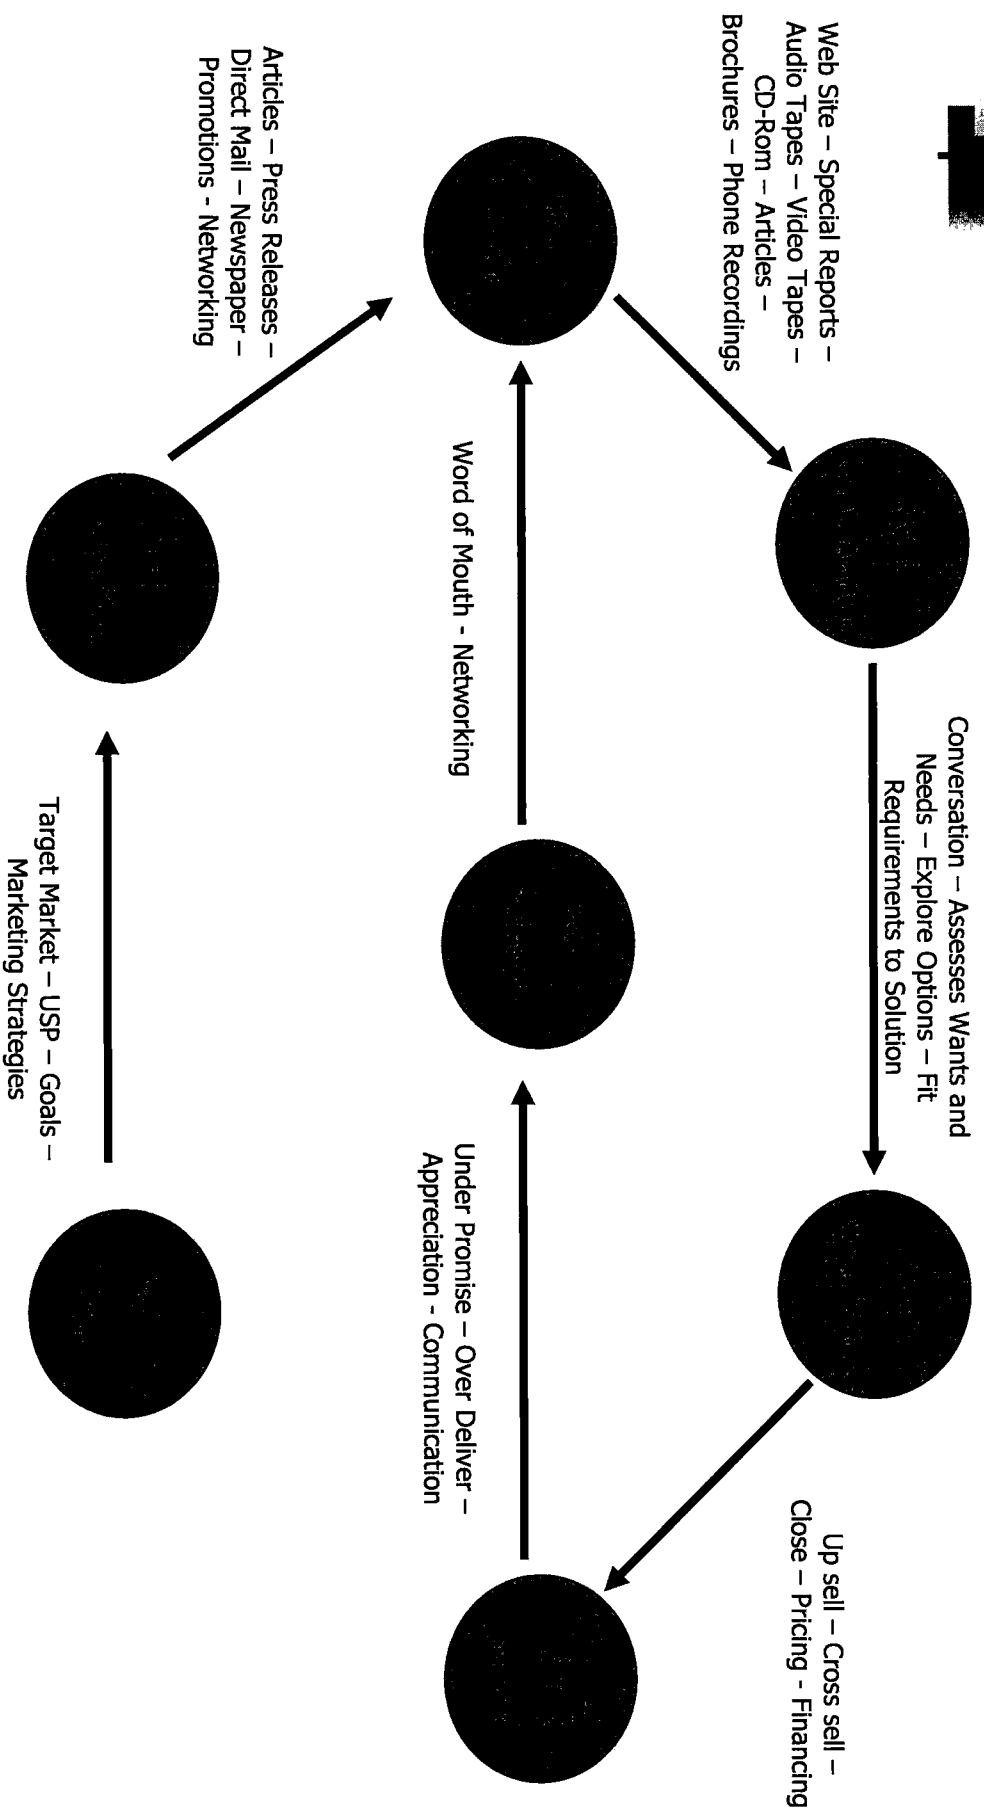 Conversation – Assesses Wants and
Needs – Explore Options – Fit
Requirements to Solution
Web Site – Special Reports –
Audio Tapes – Video Tapes –
CD-Rom – Articles –
Brochures – Phone Recordings
Up sell – Cross sell –
Close – Pricing - Financing
Word of Mouth - Networking
Under Promise – Over Deliver –
Appreciation - Communication
Articles – Press Releases –
Direct Mail – Newspaper –
Promotions - Networking
Target Market – USP – Goals –
Marketing Strategies